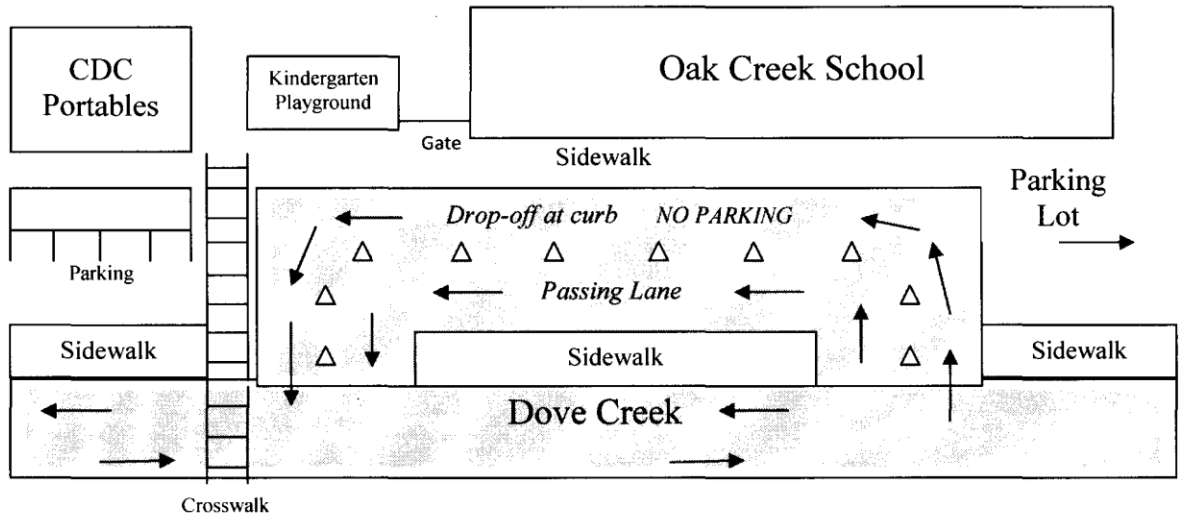 CDC
Portables
Kindergarten
Playground
Oak Creek School
Gate
Sidewalk
Parking
Lot
Drop-off at curb NO PARKING
Parking
Passing Lane
Sidewalk
Sidewalk
Sidewalk
Dove Creek
Crosswalk